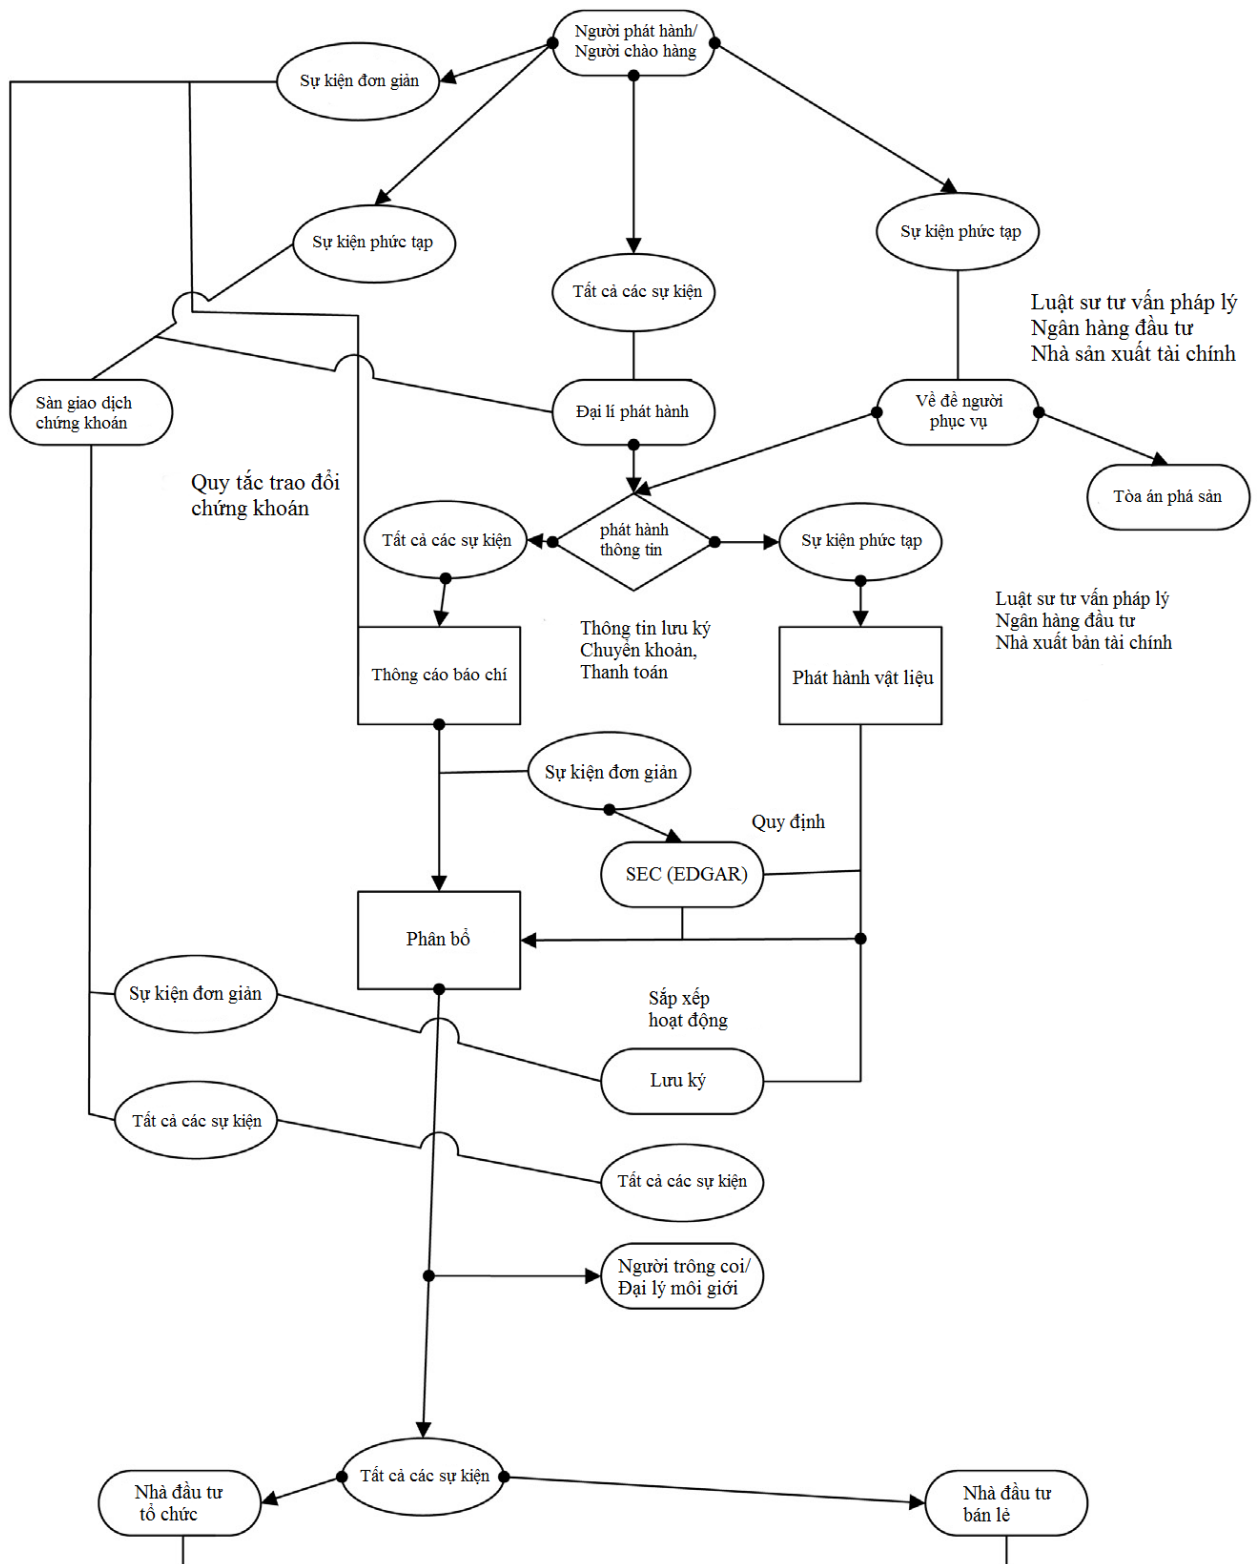 Người phát hành/
Người chào hàng
Sự kiện đơn giản
Sự kiện phức tạp
Sự kiện phức tạp
Tất cả các sự kiện
Luật sư tư vấn pháp lý
Ngân hàng đầu tư
Nhà sản xuất tài chính
Sàn giao dịch
chứng khoán
Đại lí phát hành
Về đề người
phục vụ
Quy tắc trao đổi
chứng khoán
Tòa án phá sản
Tất cả các sự kiện
phát hành
thông tin
Sự kiện phức tạp
Luật sư tư vấn pháp lý
Ngân hàng đầu tư
Nhà xuất bản tài chính
Thông tin lưu ký
Chuyển khoản,
Thanh toán
Thông cáo báo chí
Phát hành vật liệu
Sự kiện đơn giản
Quy định
SEC (EDGAR)
Phân bổ
Sự kiện đơn giản
Sắp xếp
hoạt động
Lưu ký
Tất cả các sự kiện
Tất cả các sự kiện
Người trông coi/
Đại lý môi giới
Tất cả các sự kiện
Nhà đầu tư
tổ chức
Nhà đầu tư
bán lẻ